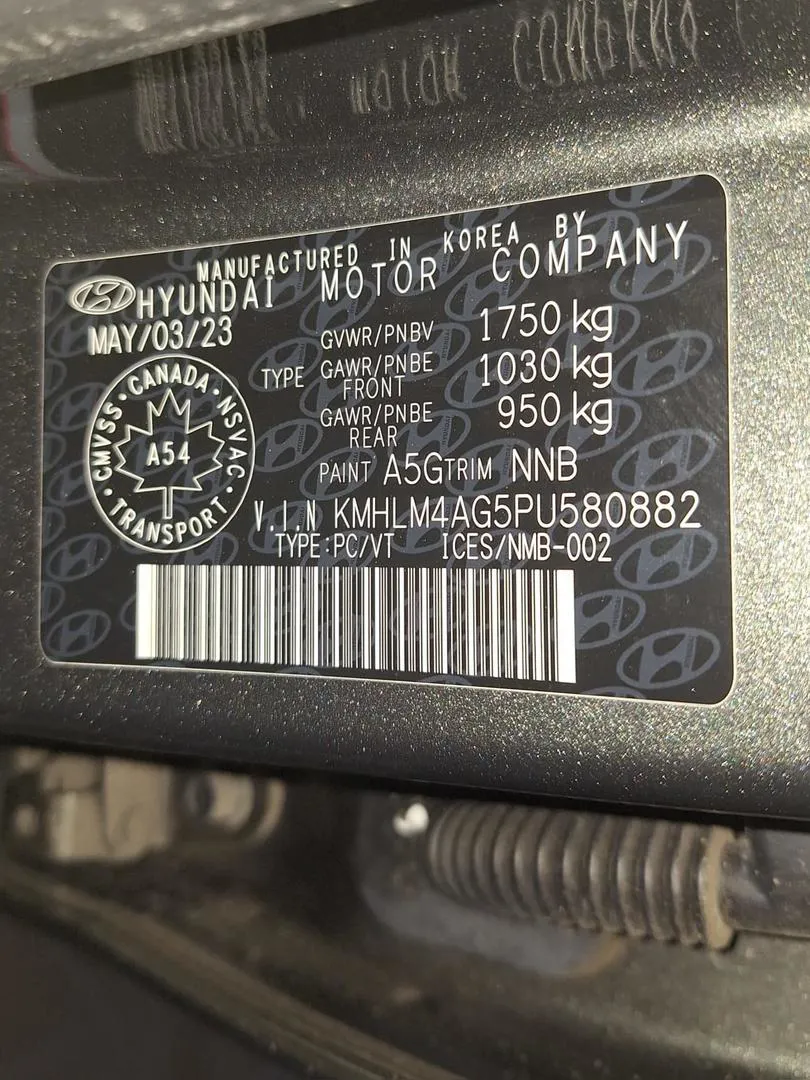 MANUFACTURED IN KOREA BY
HYUNDAI MOTOR COMPANY
MAY/03/23
GVWR/PNBV 1750 kg
TYPE GAWR/PNBE FRONT 1030 kg
GAWR/PNBE REAR 950 kg
PAINT A5G TRIM NNB
CMVSS · CANADA · NSVAC · TRANSPORT
A54
V.I.N KMHLM4AG5PU580882
TYPE:PC/VT ICES/NMB-002